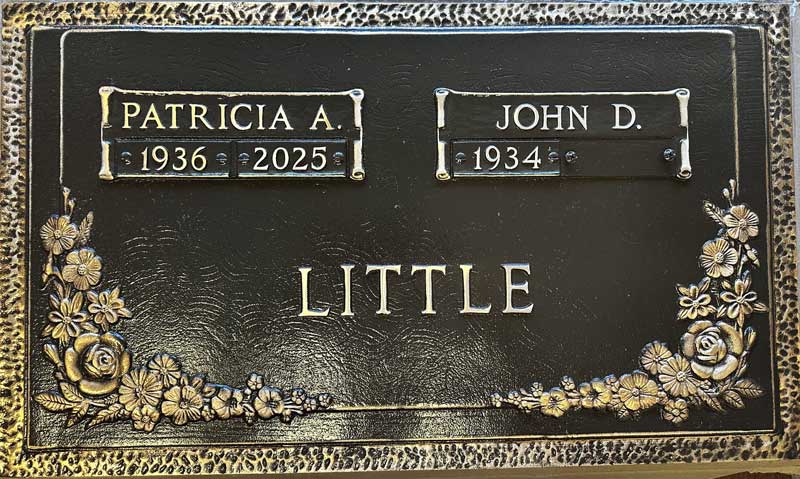 PATRICIA A.
1936 2025
JOHN D.
1934
LITTLE